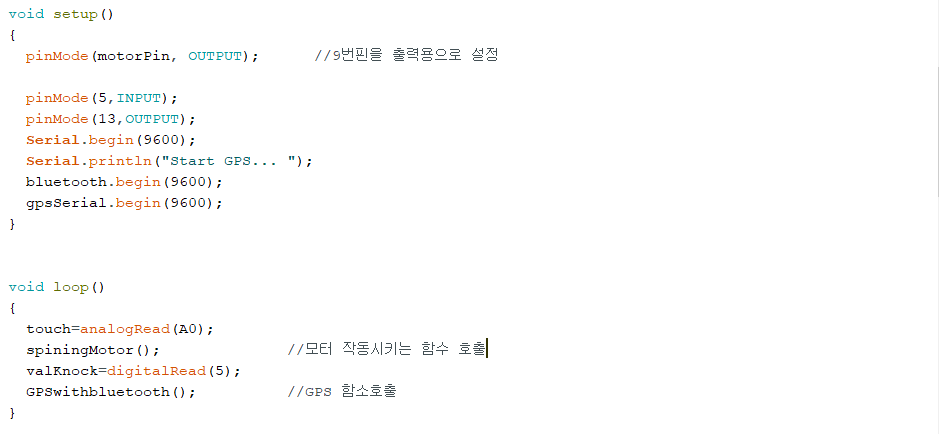 void setup()
{
pinMode(motorPin, OUTPUT); //9번핀을 출력용으로 설정
pinMode(5,INPUT);
pinMode(13,OUTPUT);
Serial.begin(9600);
Serial.println("Start GPS... ");
bluetooth.begin(9600);
gpsSerial.begin(9600);
}
void loop()
{
touch=analogRead(A0);
spiningMotor(); //모터 작동시키는 함수 호출
valKnock=digitalRead(5);
GPSwithbluetooth(); //GPS 함소호출
}